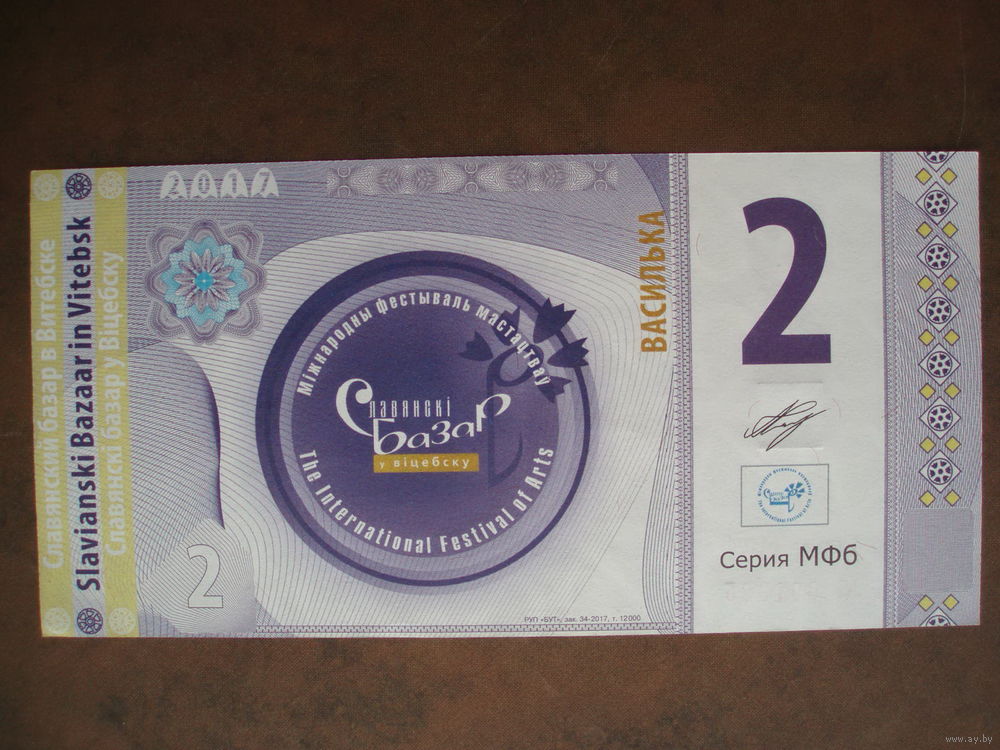 Славянский базар в Витебске
Slavianski Bazaar in Vitebsk
Славянскі базар у Віцебску
2017
Міжнародны фестываль мастацтваў
Славянскі
базар
у віцебску
The International Festival of Arts
2
РУП «БУТ», зак. 34-2017, т. 12000
ВАСИЛЬКА
2
Серия МФб
www.ay.by